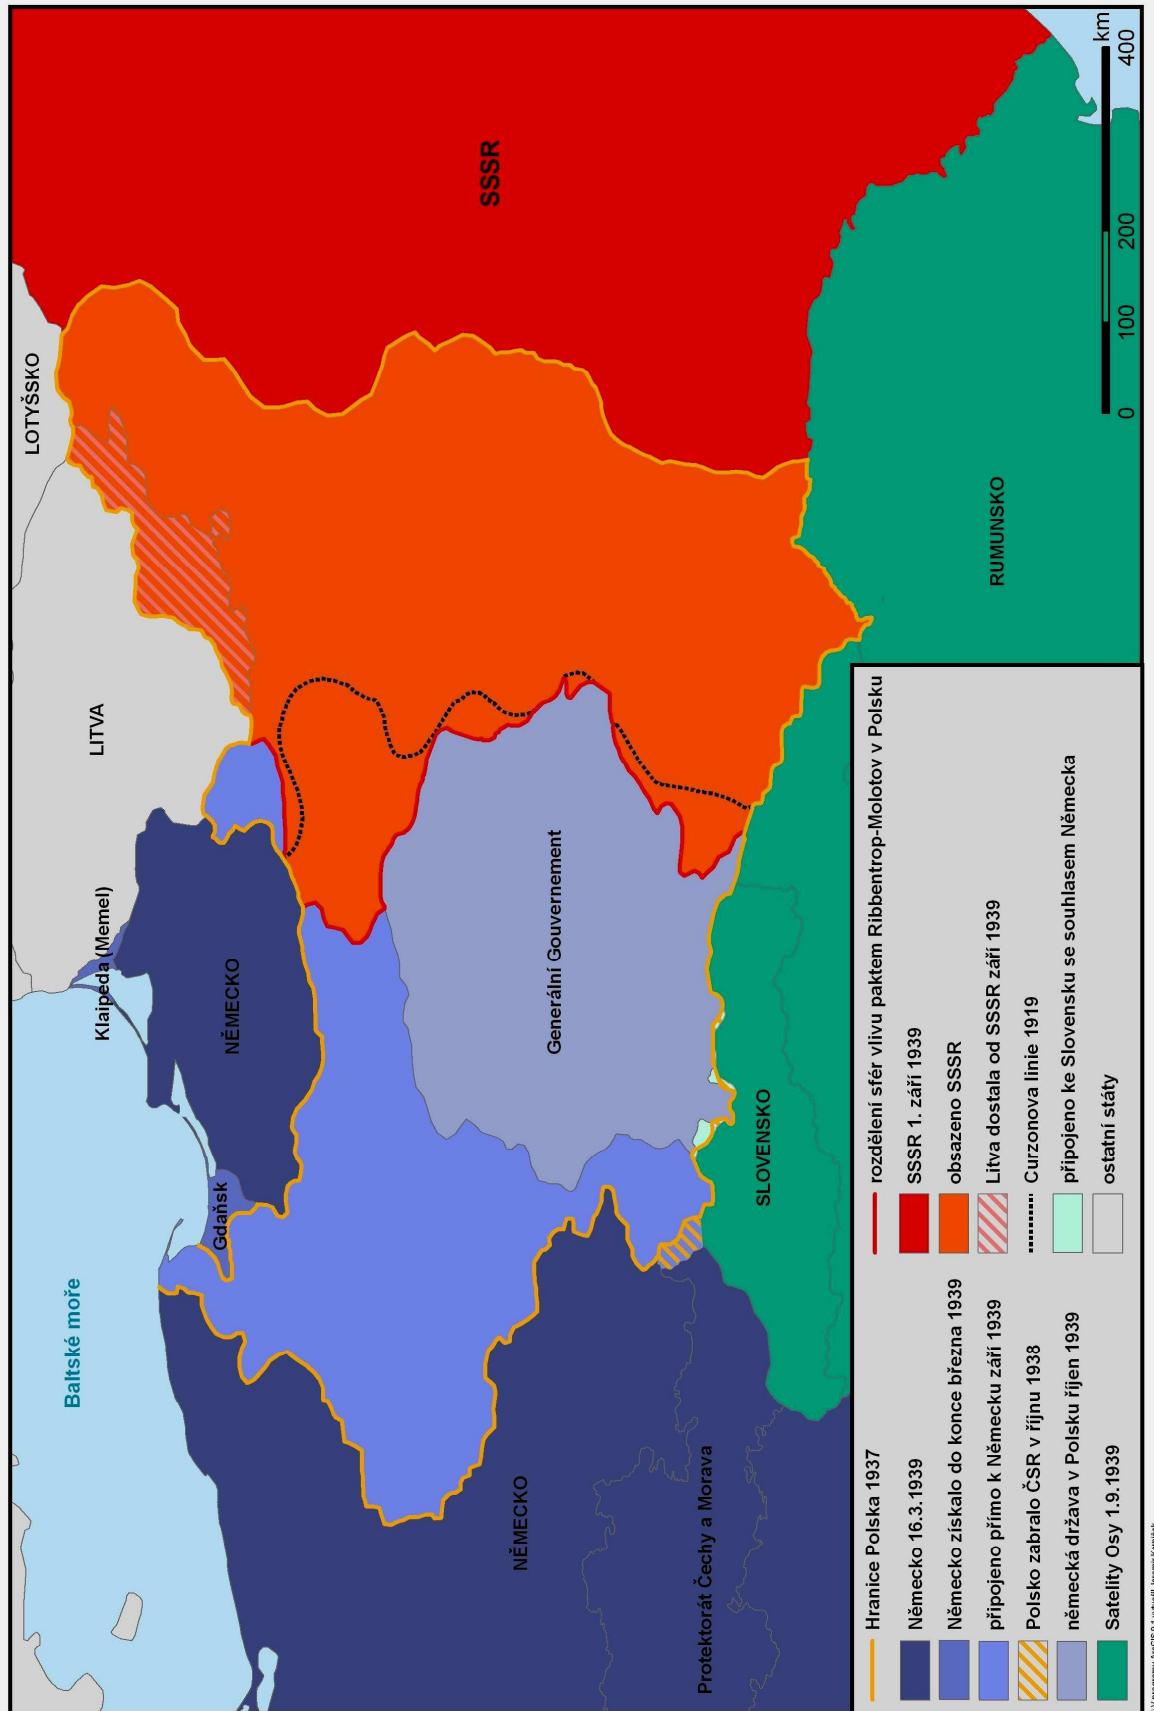 LOTYŠSKO
SSSR
LITVA
Klaipeda (Memel)
Baltské moře
NĚMECKO
Gdaňsk
Generální Gouvernement
NĚMECKO
Protektorát Čechy a Morava
SLOVENSKO
RUMUNSKO
0 100 200 400 km
Hranice Polska 1937
Německo 16.3.1939
Německo získalo do konce března 1939
připojeno přímo k Německu září 1939
Polsko zabralo ČSR v říjnu 1938
německá država v Polsku říjen 1939
Satelity Osy 1.9.1939
rozdělení sfér vlivu paktem Ribbentrop-Molotov v Polsku
SSSR 1. září 1939
obsazeno SSSR
Litva dostala od SSSR září 1939
Curzonova linie 1919
připojeno ke Slovensku se souhlasem Německa
ostatní státy